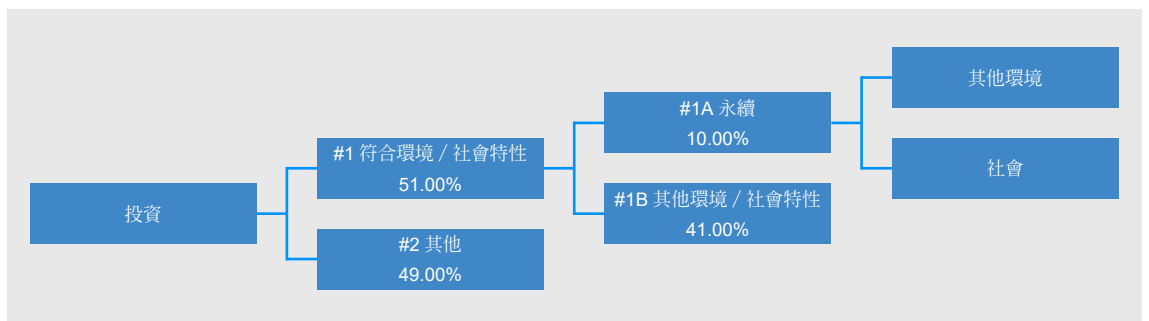 投資
#1 符合環境 / 社會特性
51.00%
#2 其他
49.00%
#1A 永續
10.00%
#1B 其他環境 / 社會特性
41.00%
其他環境
社會